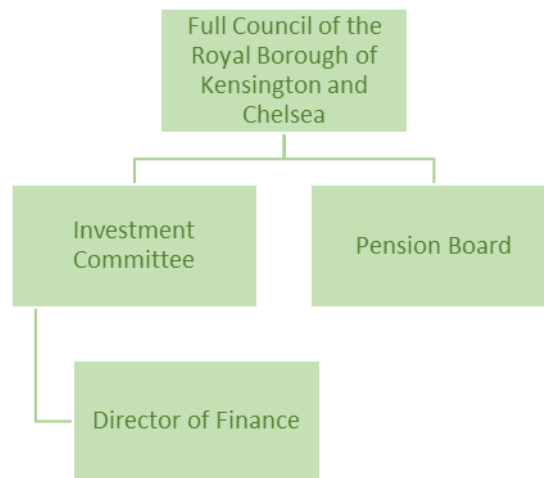 Full Council of the
Royal Borough of
Kensington and
Chelsea
Investment
Committee
Pension Board
Director of Finance